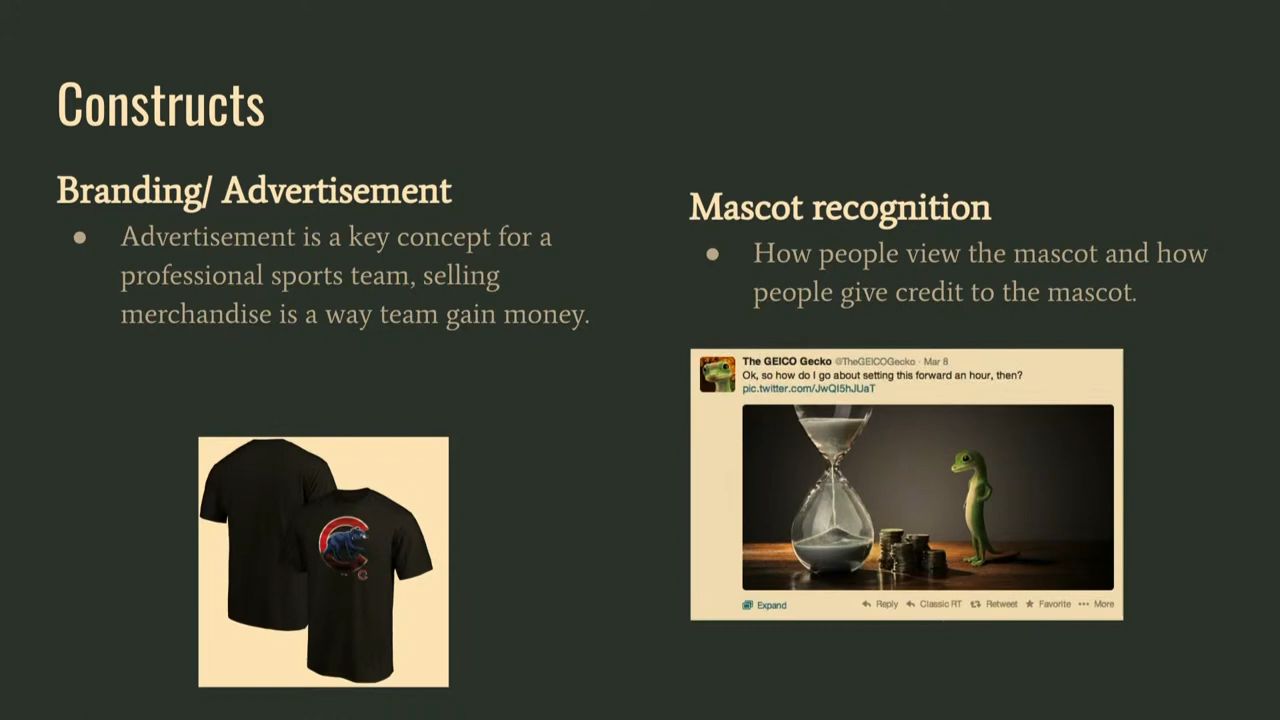 Constructs
Branding/ Advertisement
● Advertisement is a key concept for a
professional sports team, selling
merchandise is a way team gain money.
Mascot recognition
● How people view the mascot and how
people give credit to the mascot.
The GEICO Gecko @TheGEICOGecko · Mar 8
Ok, so how do I go about setting this forward an hour, then?
pic.twitter.com/JwQI5hJUaT
Expand Reply Classic RT Retweet Favorite More